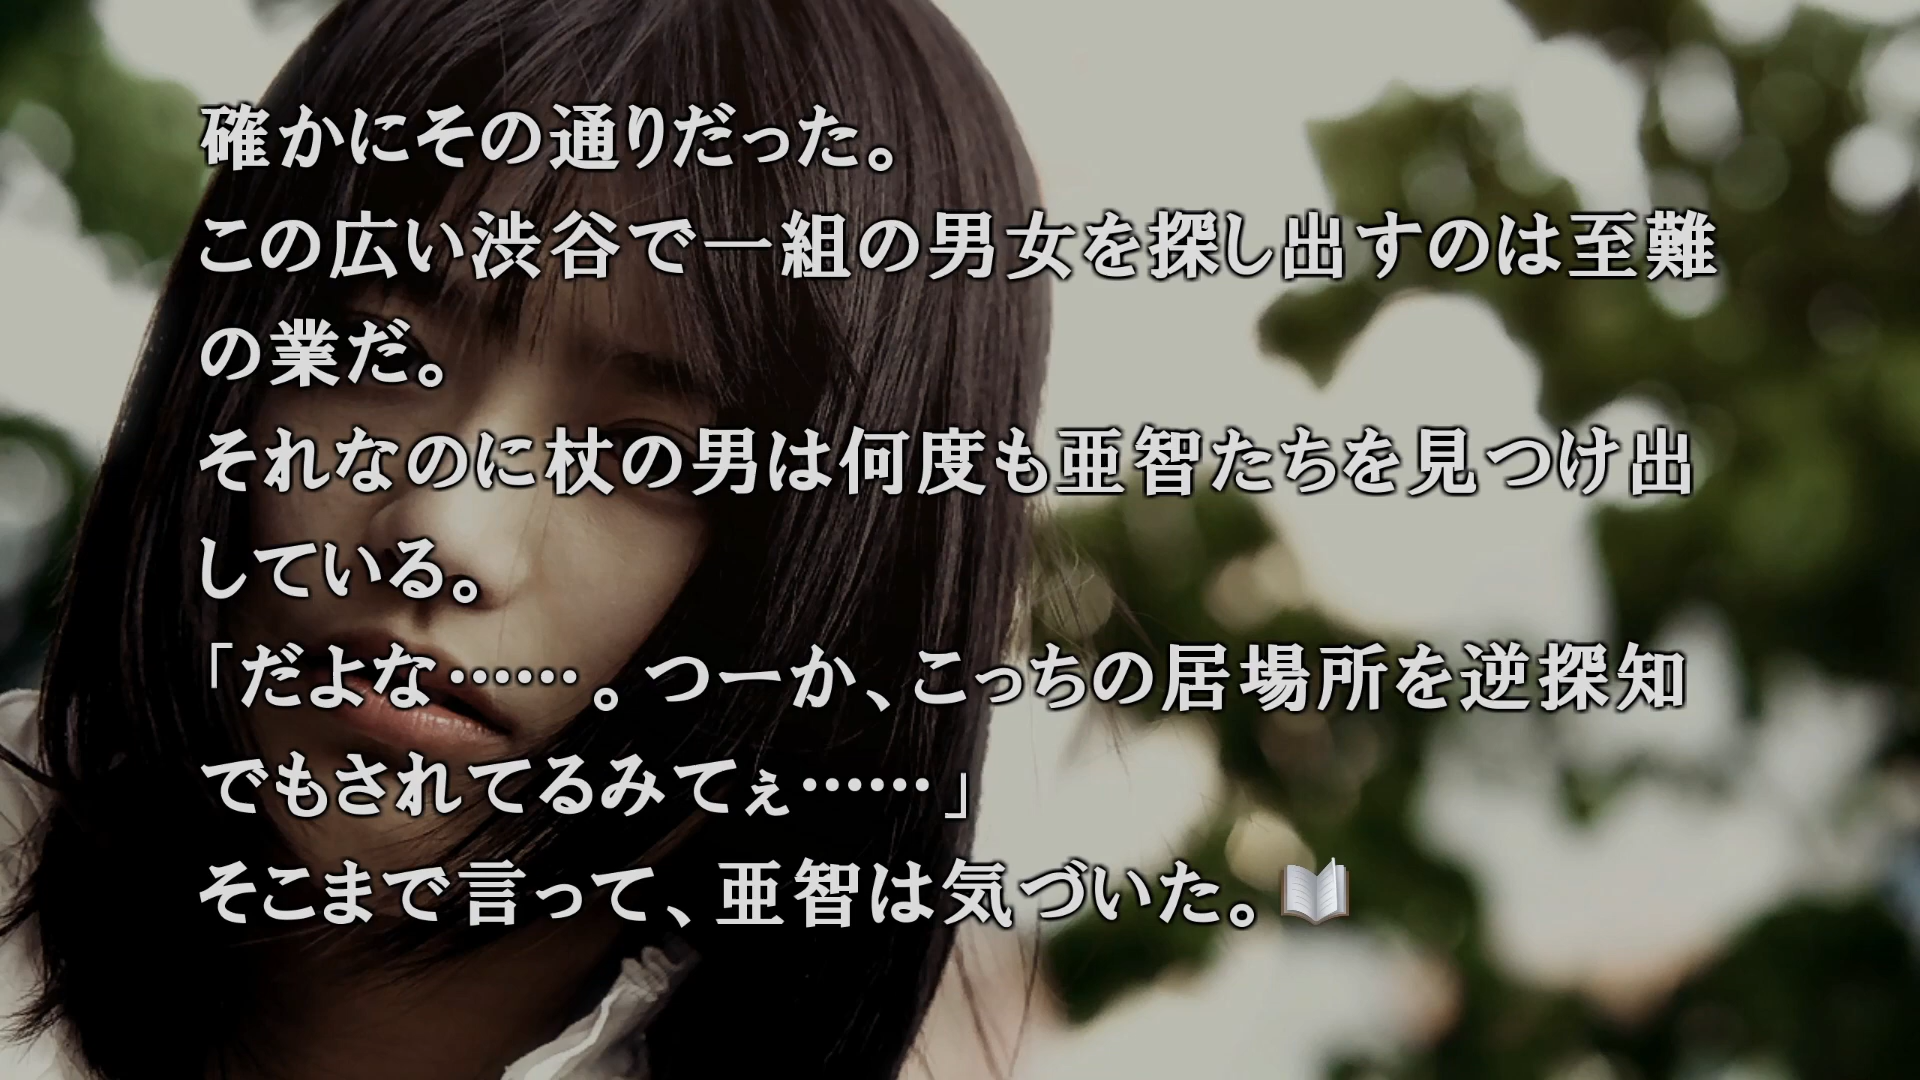 確かにその通りだった。
この広い渋谷で一組の男女を探し出すのは至難
の業だ。
それなのに杖の男は何度も亜智たちを見つけ出
している。
「だよな……。つーか、こっちの居場所を逆探知
でもされてるみてぇ……」
そこまで言って、亜智は気づいた。